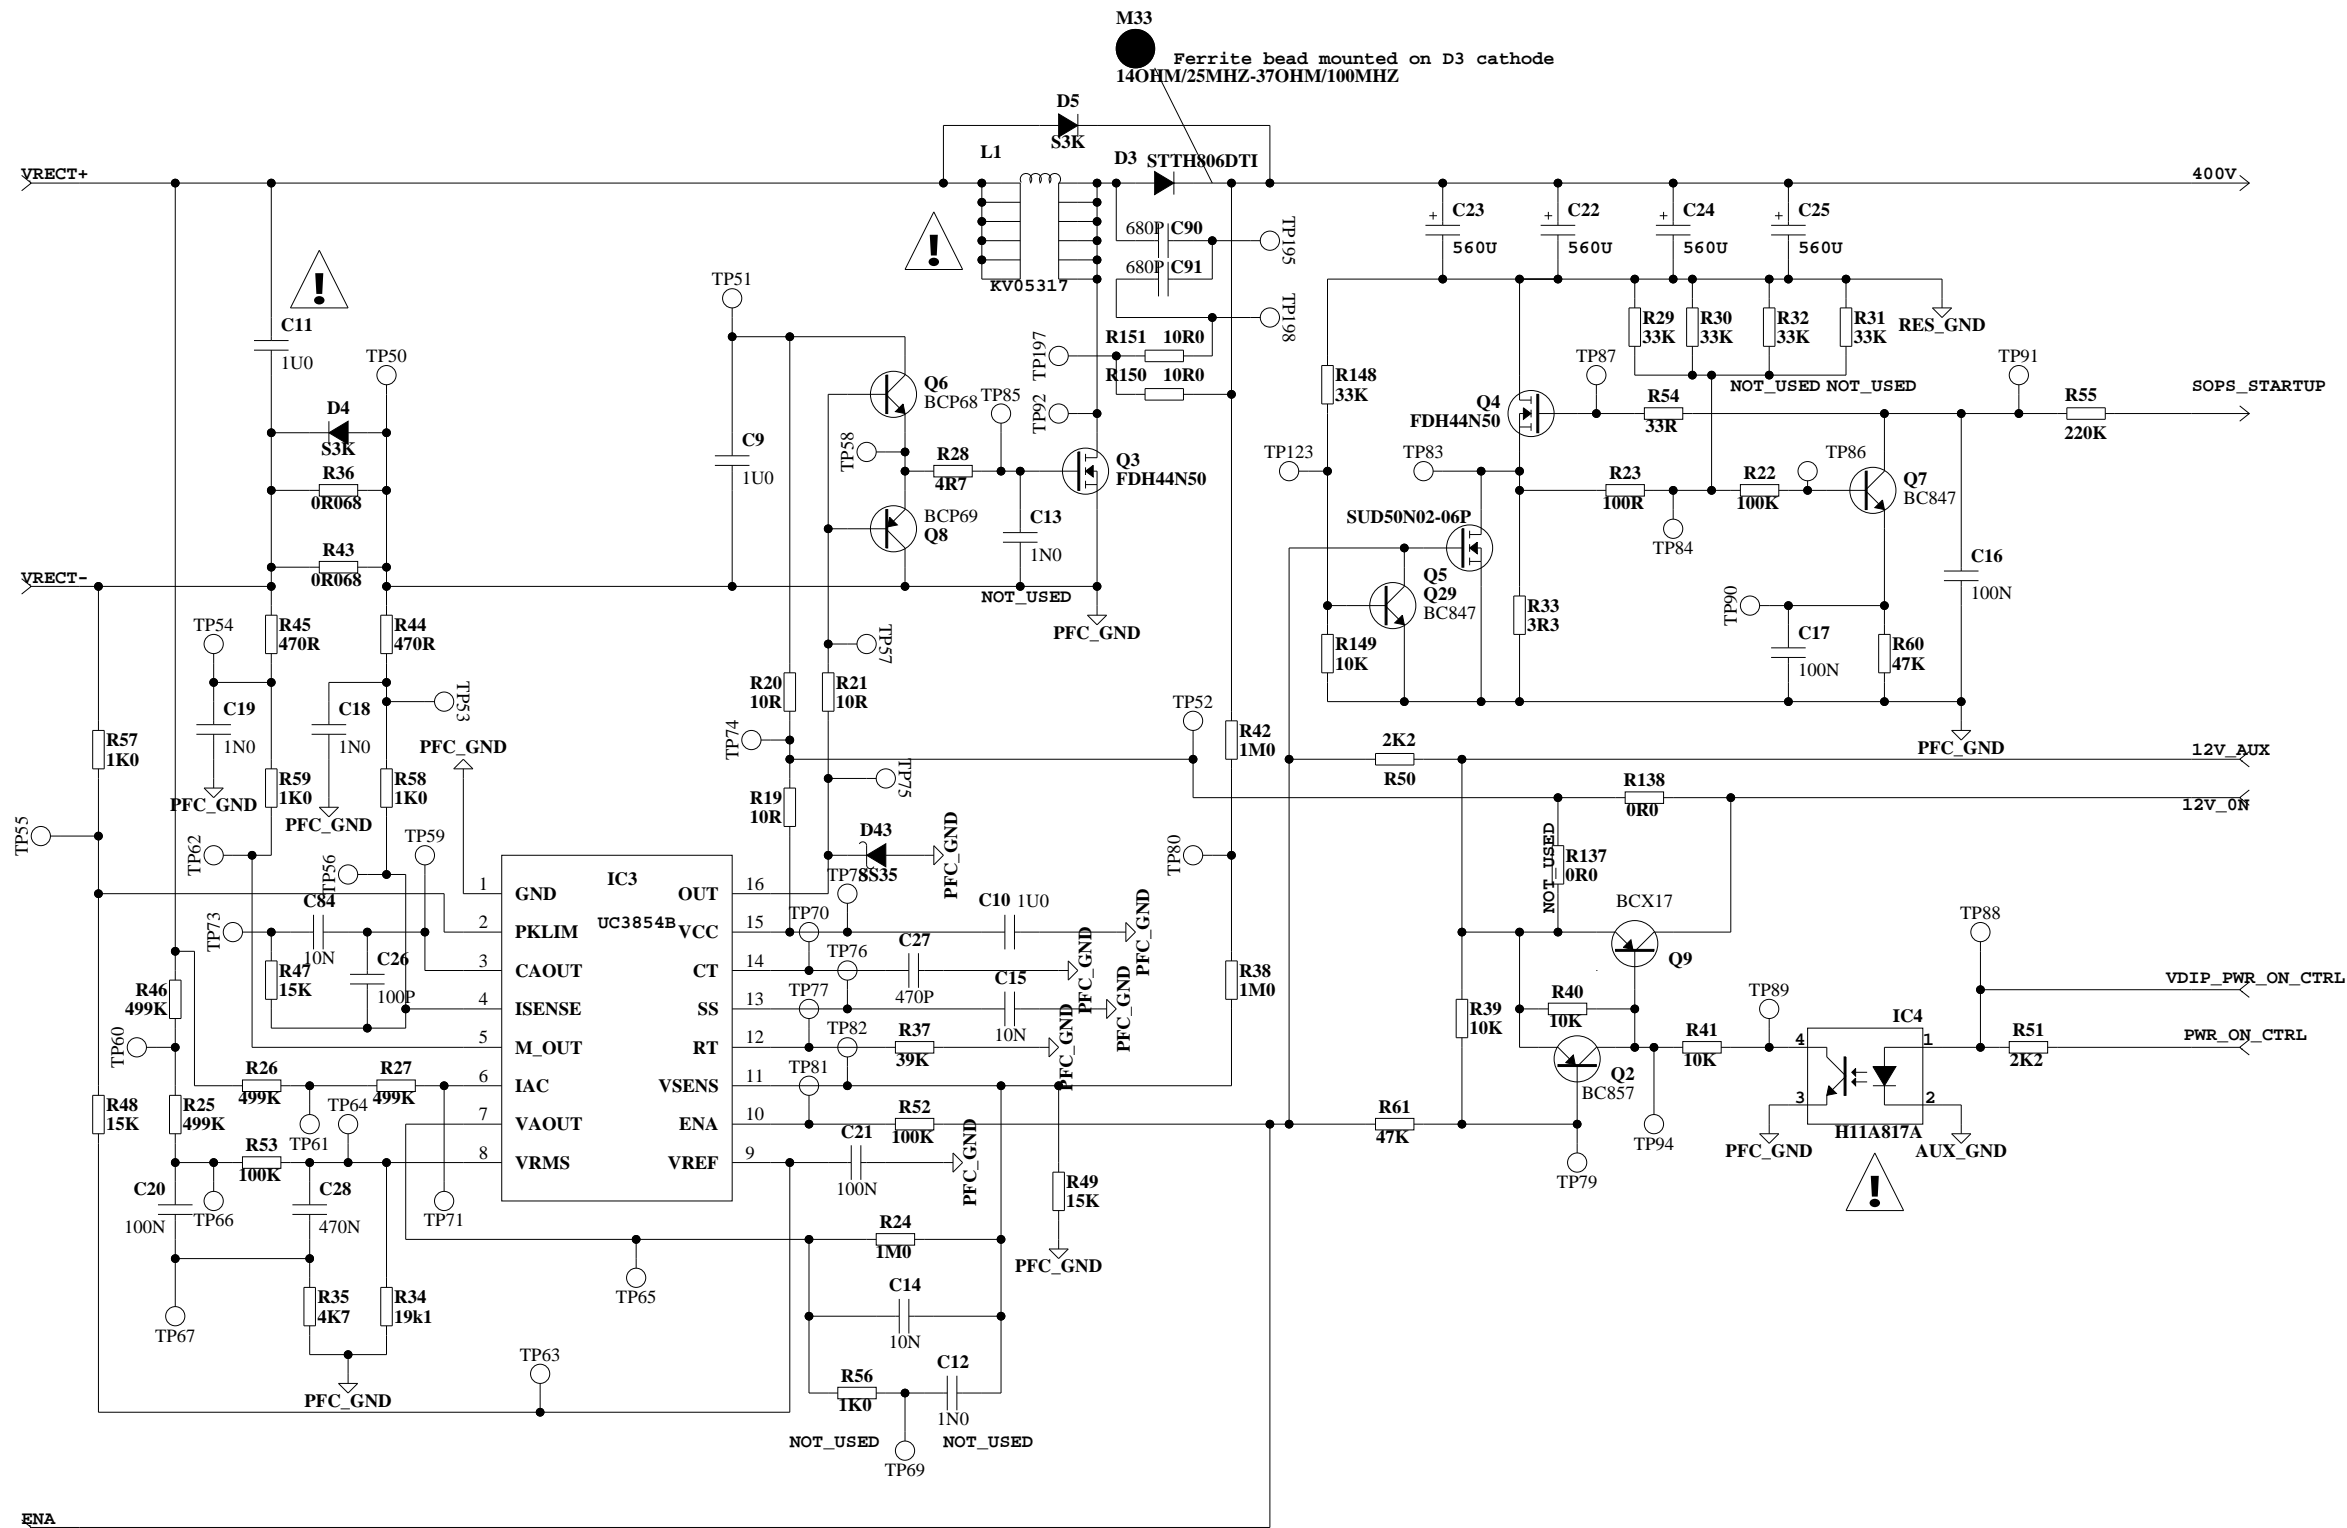 M33
Ferrite bead mounted on D3 cathode
14OHM/25MHZ-37OHM/100MHZ
D5
S3K
L1
D3 STTH806DTI
VRECT+
400V
C23
560U
C22
560U
C24
560U
C25
560U
680P C90
TP195
680P C91
KV05317
TP198
TP51
C11
1U0
TP50
R151 10R0
TP197
R150 10R0
R29
33K
R30
33K
R32
33K
R31
33K
RES_GND
NOT_USED NOT_USED
TP87
TP91
SOPS_STARTUP
R148
33K
Q6
BCP68
TP85
TP92
Q4
FDH44N50
R54
33R
R55
220K
D4
S3K
R36
0R068
C9
1U0
TP58
R28
4R7
Q3
FDH44N50
TP123
TP83
R23
100R
R22
100K
TP86
Q7
BC847
BCP69
Q8
C13
1N0
NOT_USED
SUD50N02-06P
TP84
R43
0R068
VRECT-
PFC_GND
Q5
Q29
BC847
R33
3R3
TP90
C17
100N
R60
47K
C16
100N
R149
10K
PFC_GND
TP54
R45
470R
R44
470R
TP57
C19
1N0
C18
1N0
TP53
R20
10R
R21
10R
TP52
R42
1M0
R57
1K0
PFC_GND
R59
1K0
PFC_GND
R58
1K0
PFC_GND
TP74
TP75
2K2
R50
12V_AUX
R138
0R0
12V_0N
R19
10R
TP55
TP62
TP56
TP59
D43
SS35
PFC_GND
TP80
NOT_USED
R137
0R0
IC3
UC3854B
1 GND
2 PKLIM
3 CAOUT
4 ISENSE
5 M_OUT
6 IAC
7 VAOUT
8 VRMS
OUT 16
VCC 15
CT 14
SS 13
RT 12
VSENS 11
ENA 10
VREF 9
TP73
C84
10N
C26
100P
R47
15K
TP70
C10 1U0
PFC_GND
TP76
C27
470P
PFC_GND
TP77
C15
10N
PFC_GND
TP82
R37
39K
PFC_GND
TP81
R38
1M0
BCX17
Q9
TP88
VDIP_PWR_ON_CTRL
R46
499K
TP60
R40
10K
R39
10K
TP89
IC4
R41
10K
4
3
1
2
R51
2K2
PWR_ON_CTRL
Q2
BC857
H11A817A
R26
499K
R27
499K
R48
15K
R25
499K
TP64
TP61
R53
100K
R52
100K
R61
47K
TP94
PFC_GND
AUX_GND
TP79
C21
100N
PFC_GND
R49
15K
PFC_GND
C20
100N
TP66
C28
470N
TP71
TP67
R35
4K7
R34
19k1
PFC_GND
R24
1M0
TP65
C14
10N
TP63
R56
1K0
C12
1N0
NOT_USED
NOT_USED
TP69
ENA